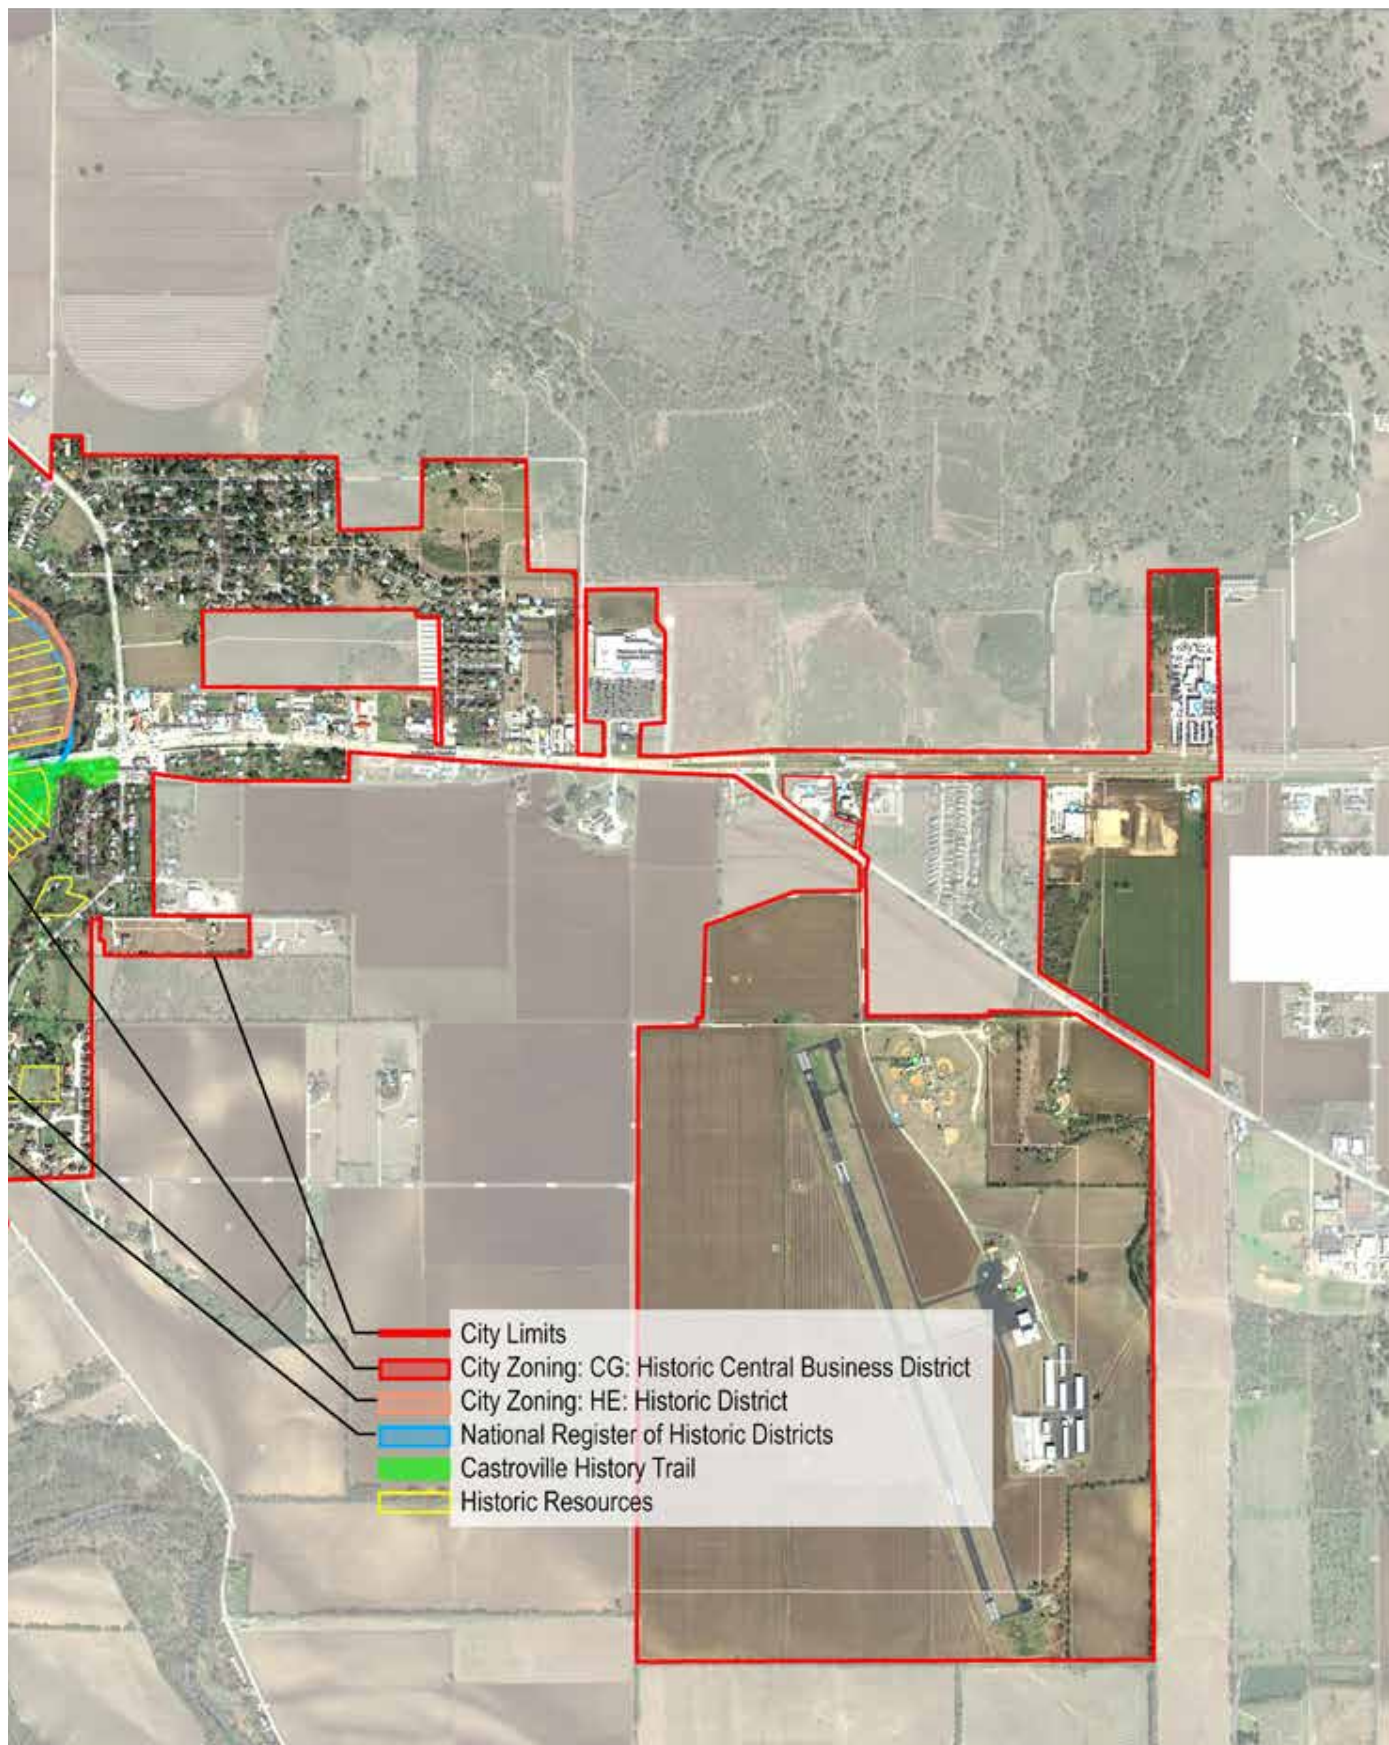 City Limits
City Zoning: CG: Historic Central Business District
City Zoning: HE: Historic District
National Register of Historic Districts
Castroville History Trail
Historic Resources